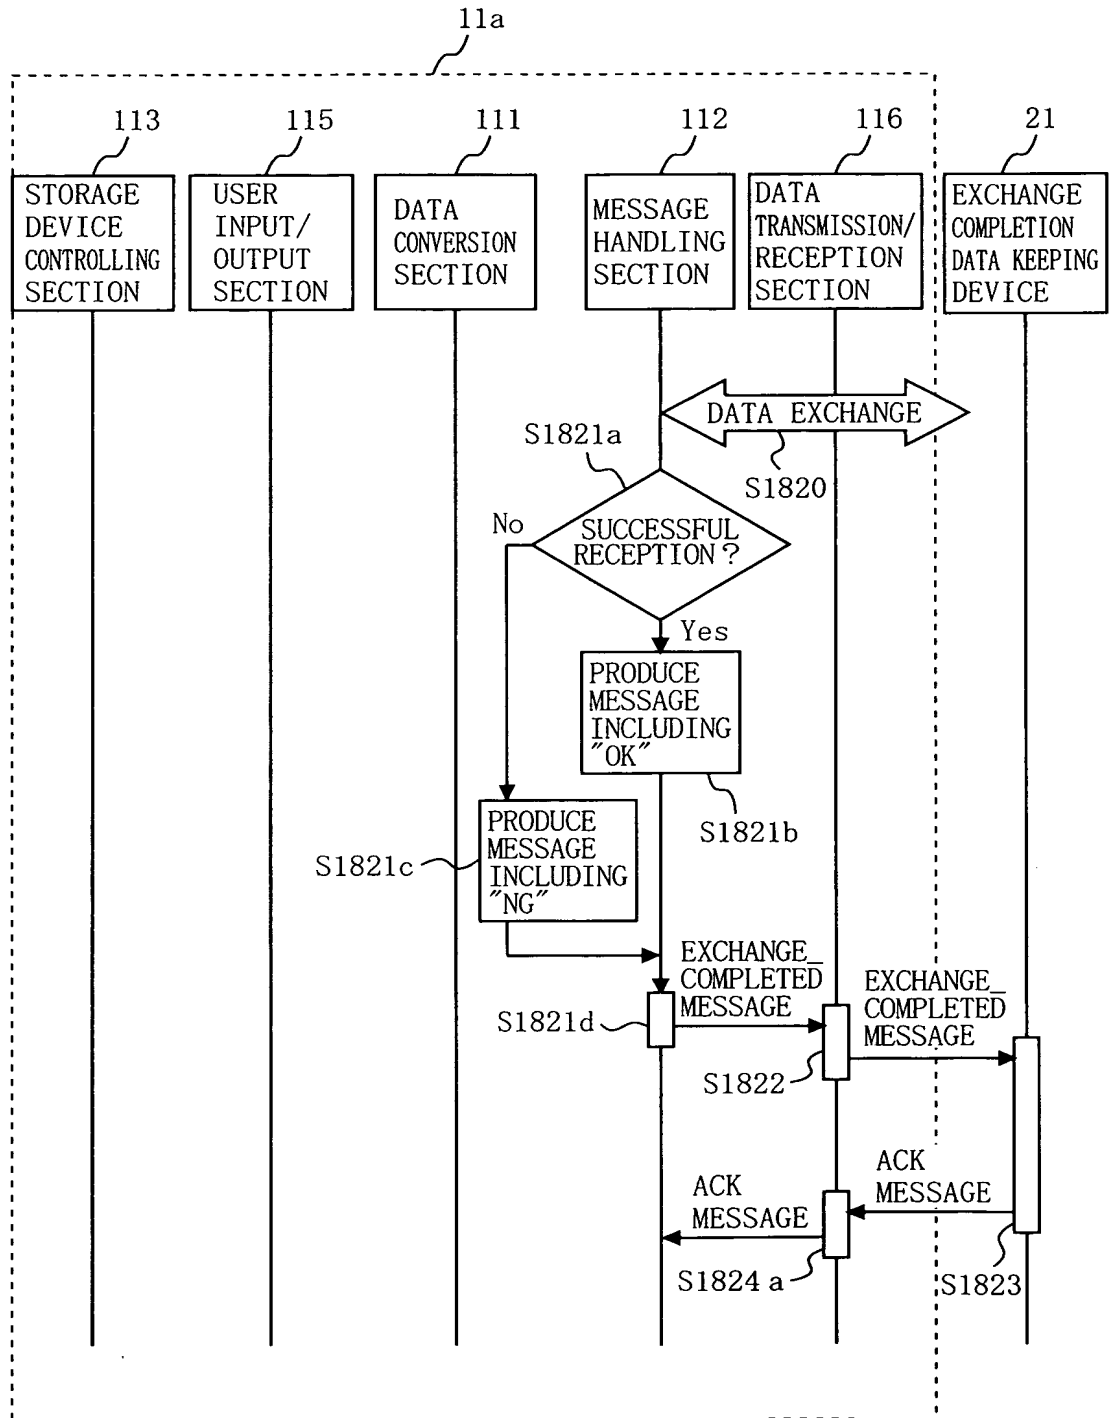 11a
113
115
111
112
116
21
STORAGE
DEVICE
CONTROLLING
SECTION
USER
INPUT/
OUTPUT
SECTION
DATA
CONVERSION
SECTION
MESSAGE
HANDLING
SECTION
DATA
TRANSMISSION/
RECEPTION
SECTION
EXCHANGE
COMPLETION
DATA KEEPING
DEVICE
DATA EXCHANGE
S1820
S1821a
SUCCESSFUL
RECEPTION?
No
Yes
PRODUCE
MESSAGE
INCLUDING
"OK"
S1821b
PRODUCE
MESSAGE
INCLUDING
"NG"
S1821c
EXCHANGE_
COMPLETED
MESSAGE
S1821d
EXCHANGE_
COMPLETED
MESSAGE
S1822
ACK
MESSAGE
ACK
MESSAGE
S1824a
S1823